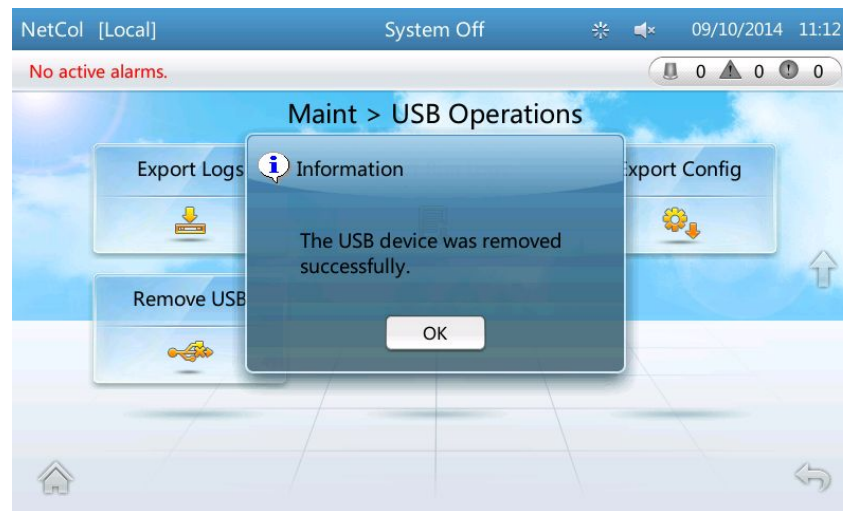 NetCol [Local] System Off 09/10/2014 11:12
No active alarms. 0 0 0
Maint > USB Operations
Export Logs
Export Config
Information
The USB device was removed
successfully.
OK
Remove USB